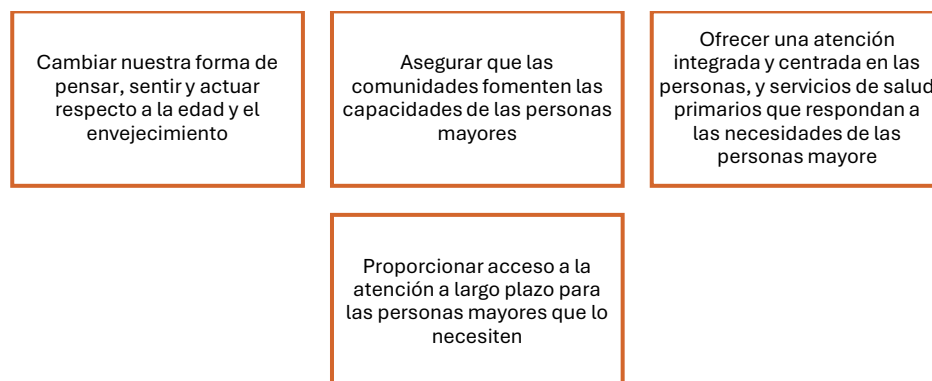 Cambiar nuestra forma de
pensar, sentir y actuar
respecto a la edad y el
envejecimiento
Asegurar que las
comunidades fomenten las
capacidades de las personas
mayores
Ofrecer una atención
integrada y centrada en las
personas, y servicios de salud
primarios que respondan a
las necesidades de las
personas mayore
Proporcionar acceso a la
atención a largo plazo para
las personas mayores que lo
necesiten